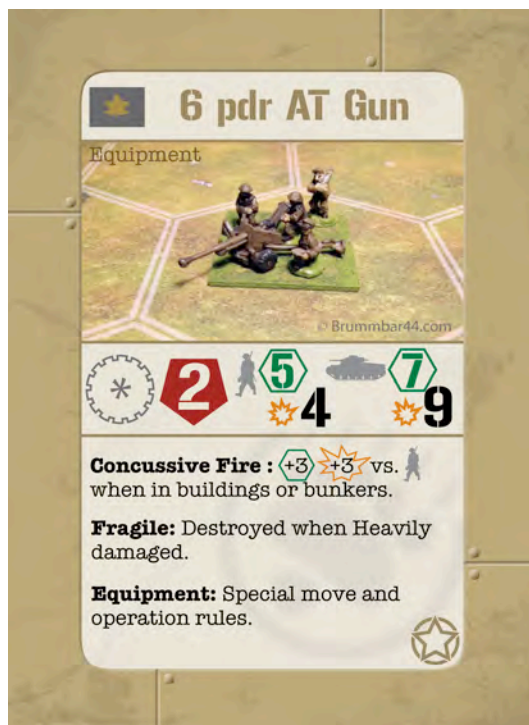 6 pdr AT Gun
Equipment
© Brummbar44.com
* 2 5 7
4 9
Concussive Fire : +3 +3 vs.
when in buildings or bunkers.
Fragile: Destroyed when Heavily
damaged.
Equipment: Special move and
operation rules.